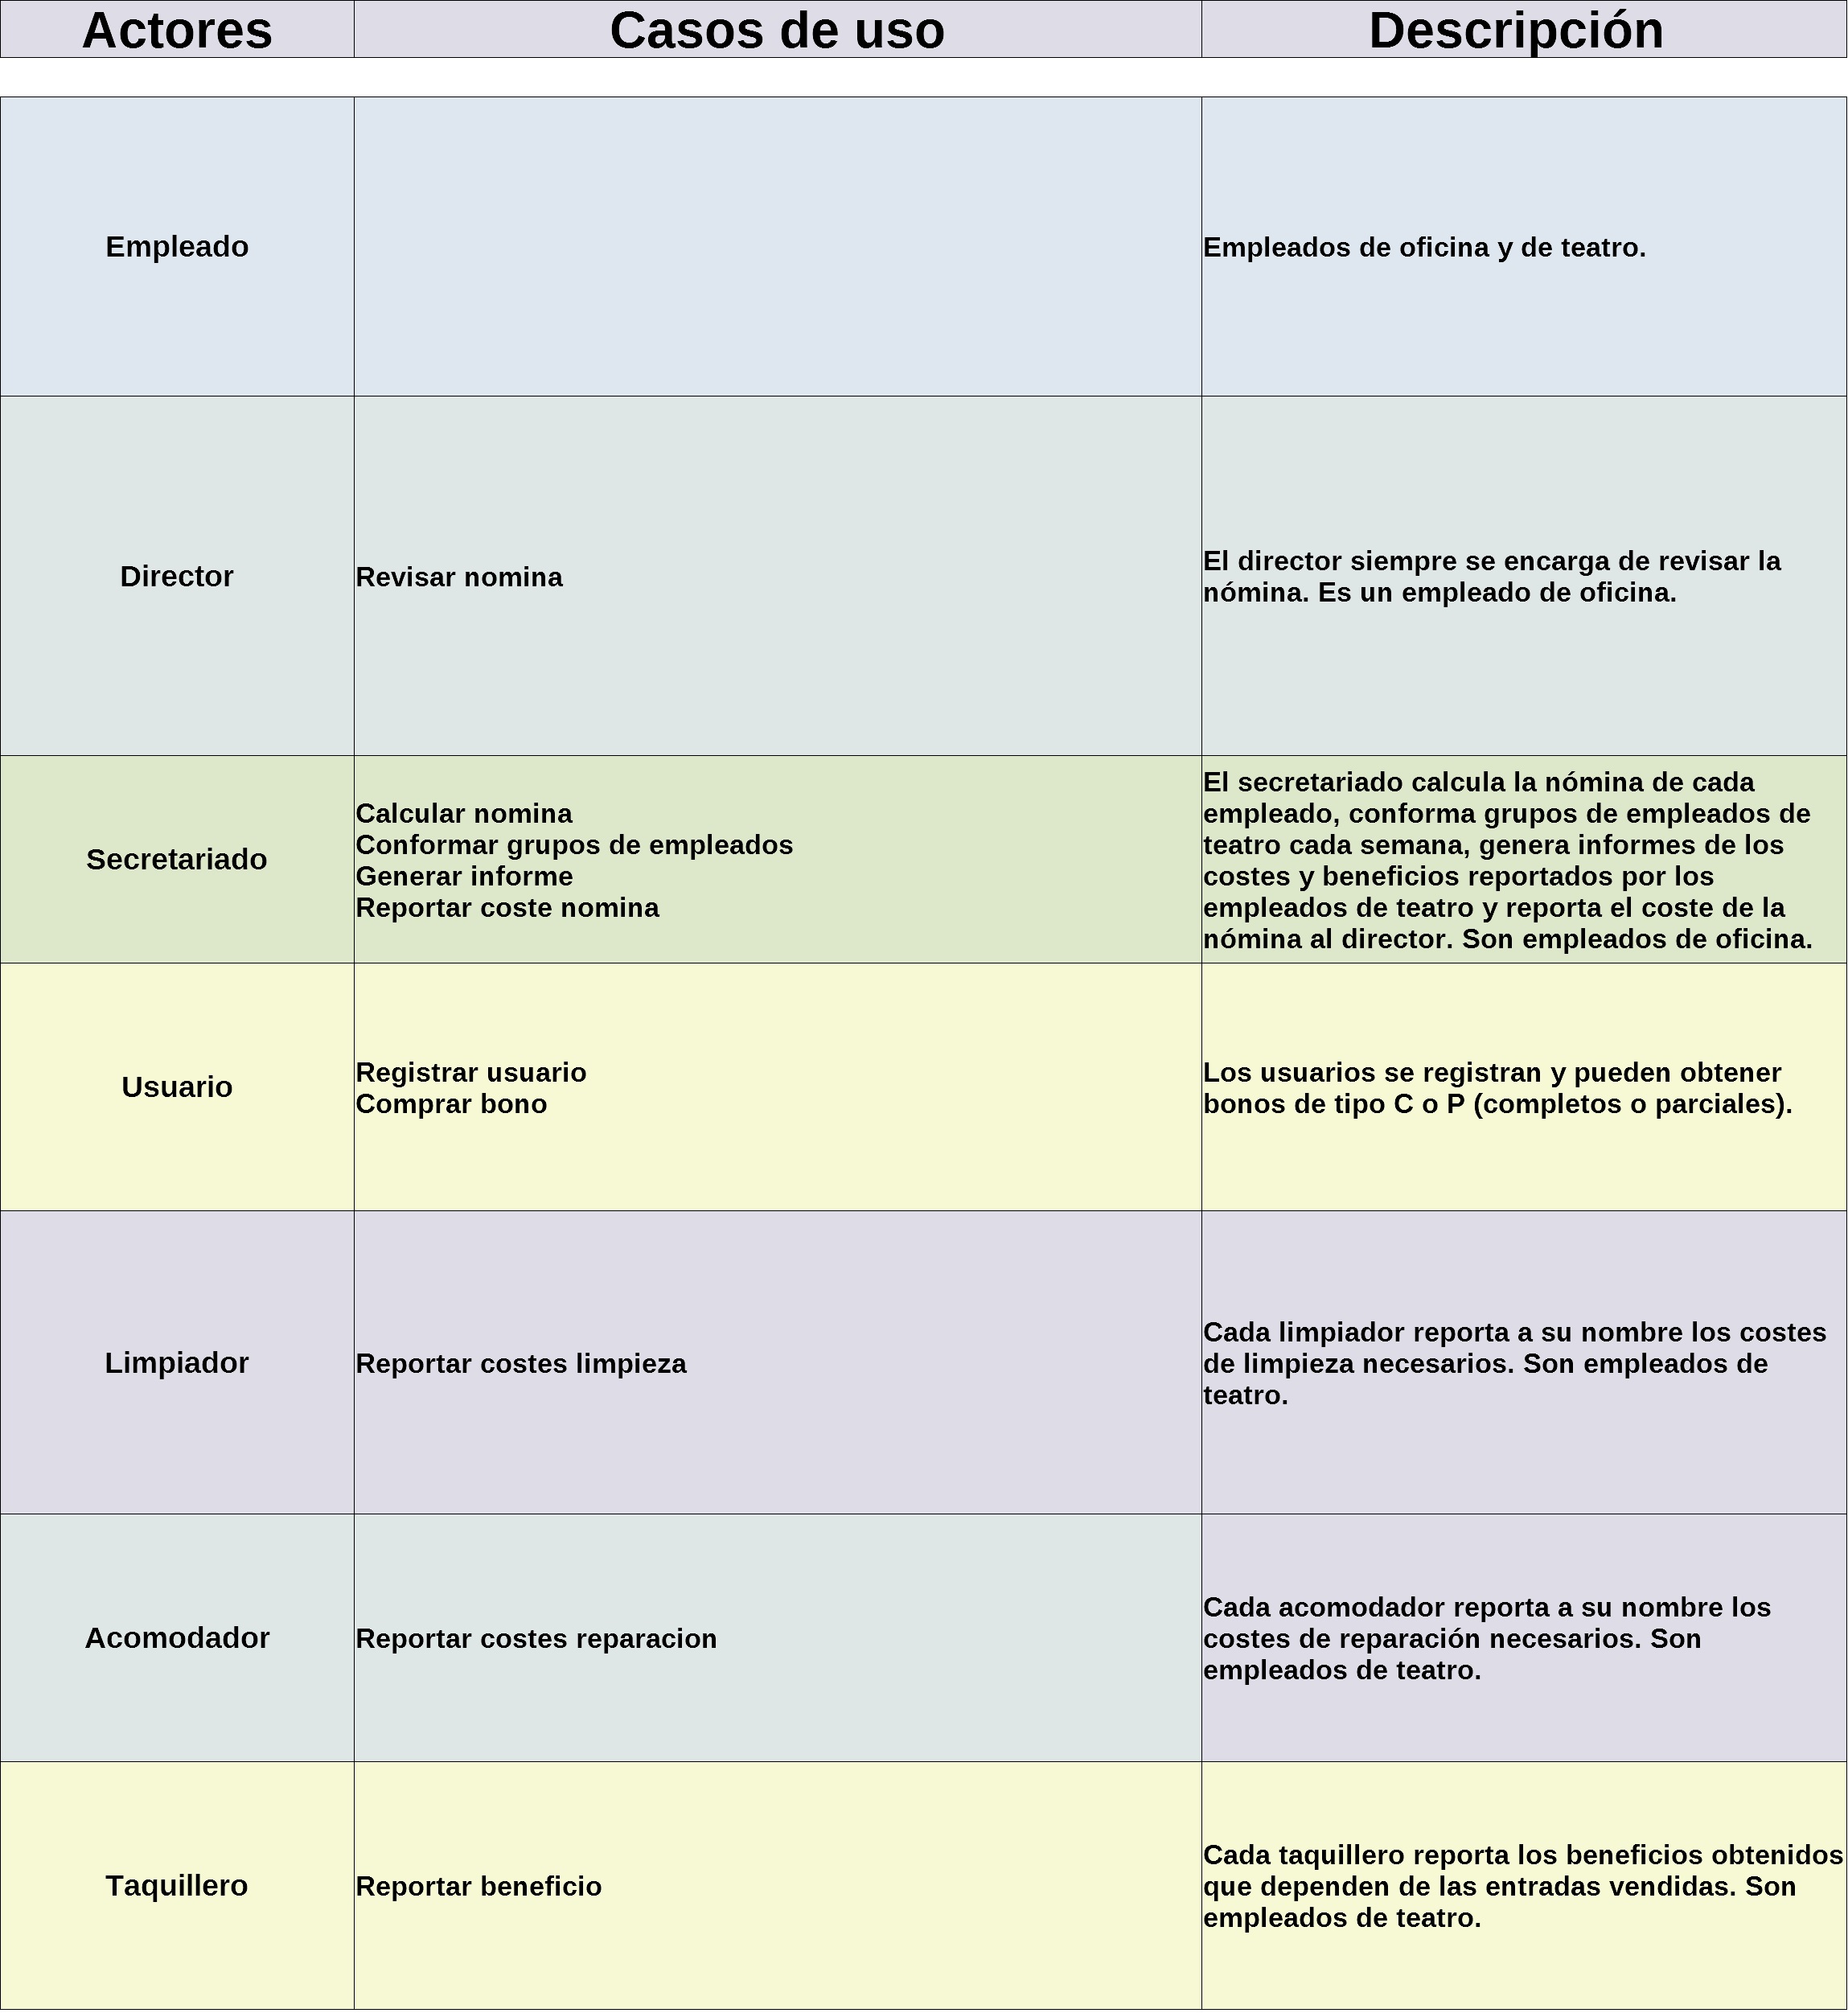 Actores
Casos de uso
Descripción
Empleado
Empleados de oficina y de teatro.
Director
Revisar nomina
El director siempre se encarga de revisar la
nómina. Es un empleado de oficina.
Secretariado
Calcular nomina
Conformar grupos de empleados
Generar informe
Reportar coste nomina
El secretariado calcula la nómina de cada
empleado, conforma grupos de empleados de
teatro cada semana, genera informes de los
costes y beneficios reportados por los
empleados de teatro y reporta el coste de la
nómina al director. Son empleados de oficina.
Usuario
Registrar usuario
Comprar bono
Los usuarios se registran y pueden obtener
bonos de tipo C o P (completos o parciales).
Limpiador
Reportar costes limpieza
Cada limpiador reporta a su nombre los costes
de limpieza necesarios. Son empleados de
teatro.
Acomodador
Reportar costes reparacion
Cada acomodador reporta a su nombre los
costes de reparación necesarios. Son
empleados de teatro.
Taquillero
Reportar beneficio
Cada taquillero reporta los beneficios obtenidos
que dependen de las entradas vendidas. Son
empleados de teatro.